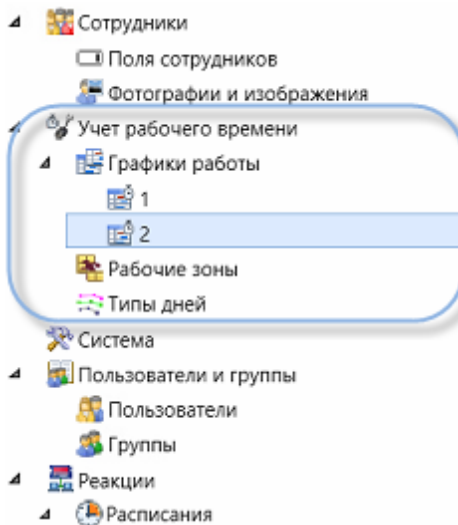 Сотрудники
Поля сотрудников
Фотографии и изображения
Учет рабочего времени
Графики работы
1
2
Рабочие зоны
Типы дней
Система
Пользователи и группы
Пользователи
Группы
Реакции
Расписания